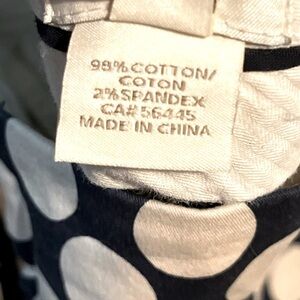 98%COTTON/
COTON
2%SPANDEX
CA# 56445
MADE IN CHINA